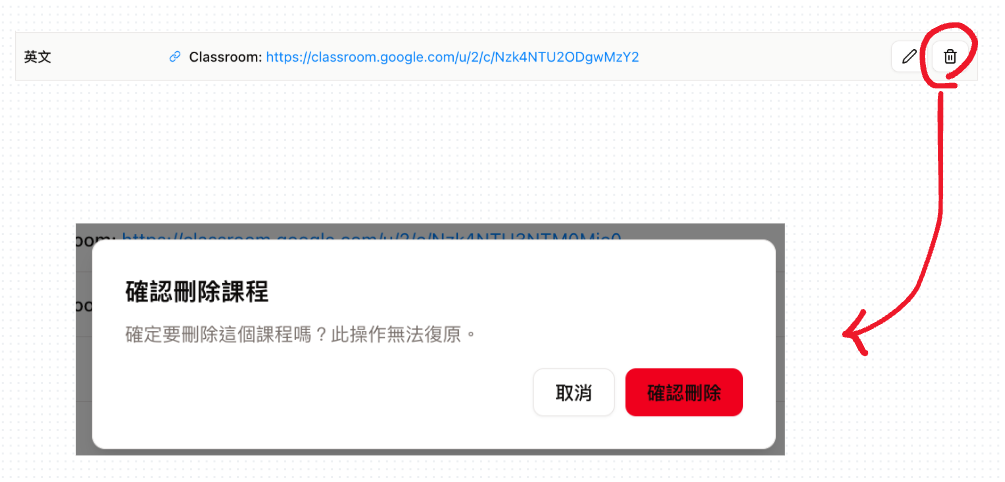 英文 Classroom: https://classroom.google.com/u/2/c/Nzk4NTU2ODgwMzY2
oom: https://classroom.google.com/u/2/c/Nzk4NTU3NTM0Mjc0
確認刪除課程
oo
確定要刪除這個課程嗎？此操作無法復原。
取消 確認刪除